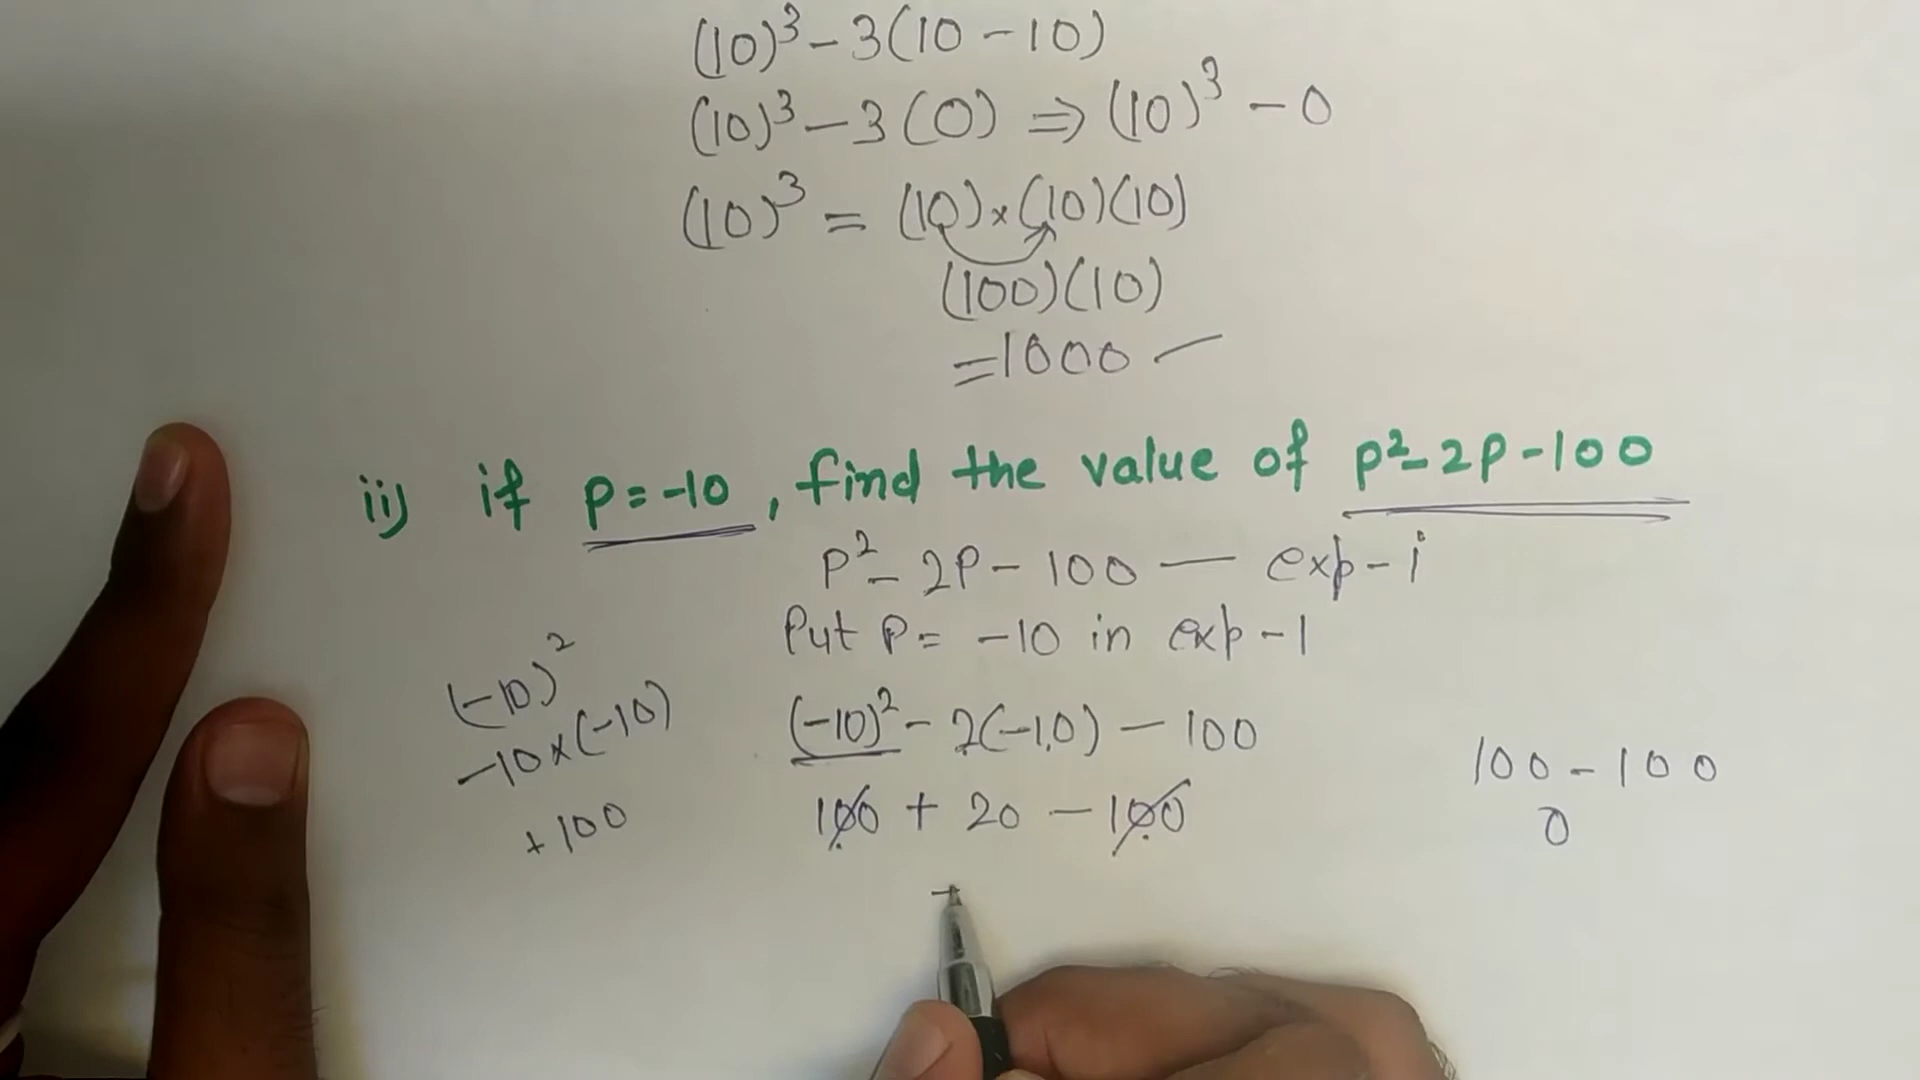 (10)³ - 3(10 - 10)
(10)³ - 3(0) ⇒ (10)³ - 0
(10)³ = (10)×(10)(10)
(100)(10)
=1000
ii) if p=-10, find the value of p²-2p-100
p² - 2p - 100 — exp - i
Put P= -10 in exp - 1
(-10)²
-10×(-10)
+100
(-10)² - 2(-10) - 100
100 + 20 - 100
100 - 100
0